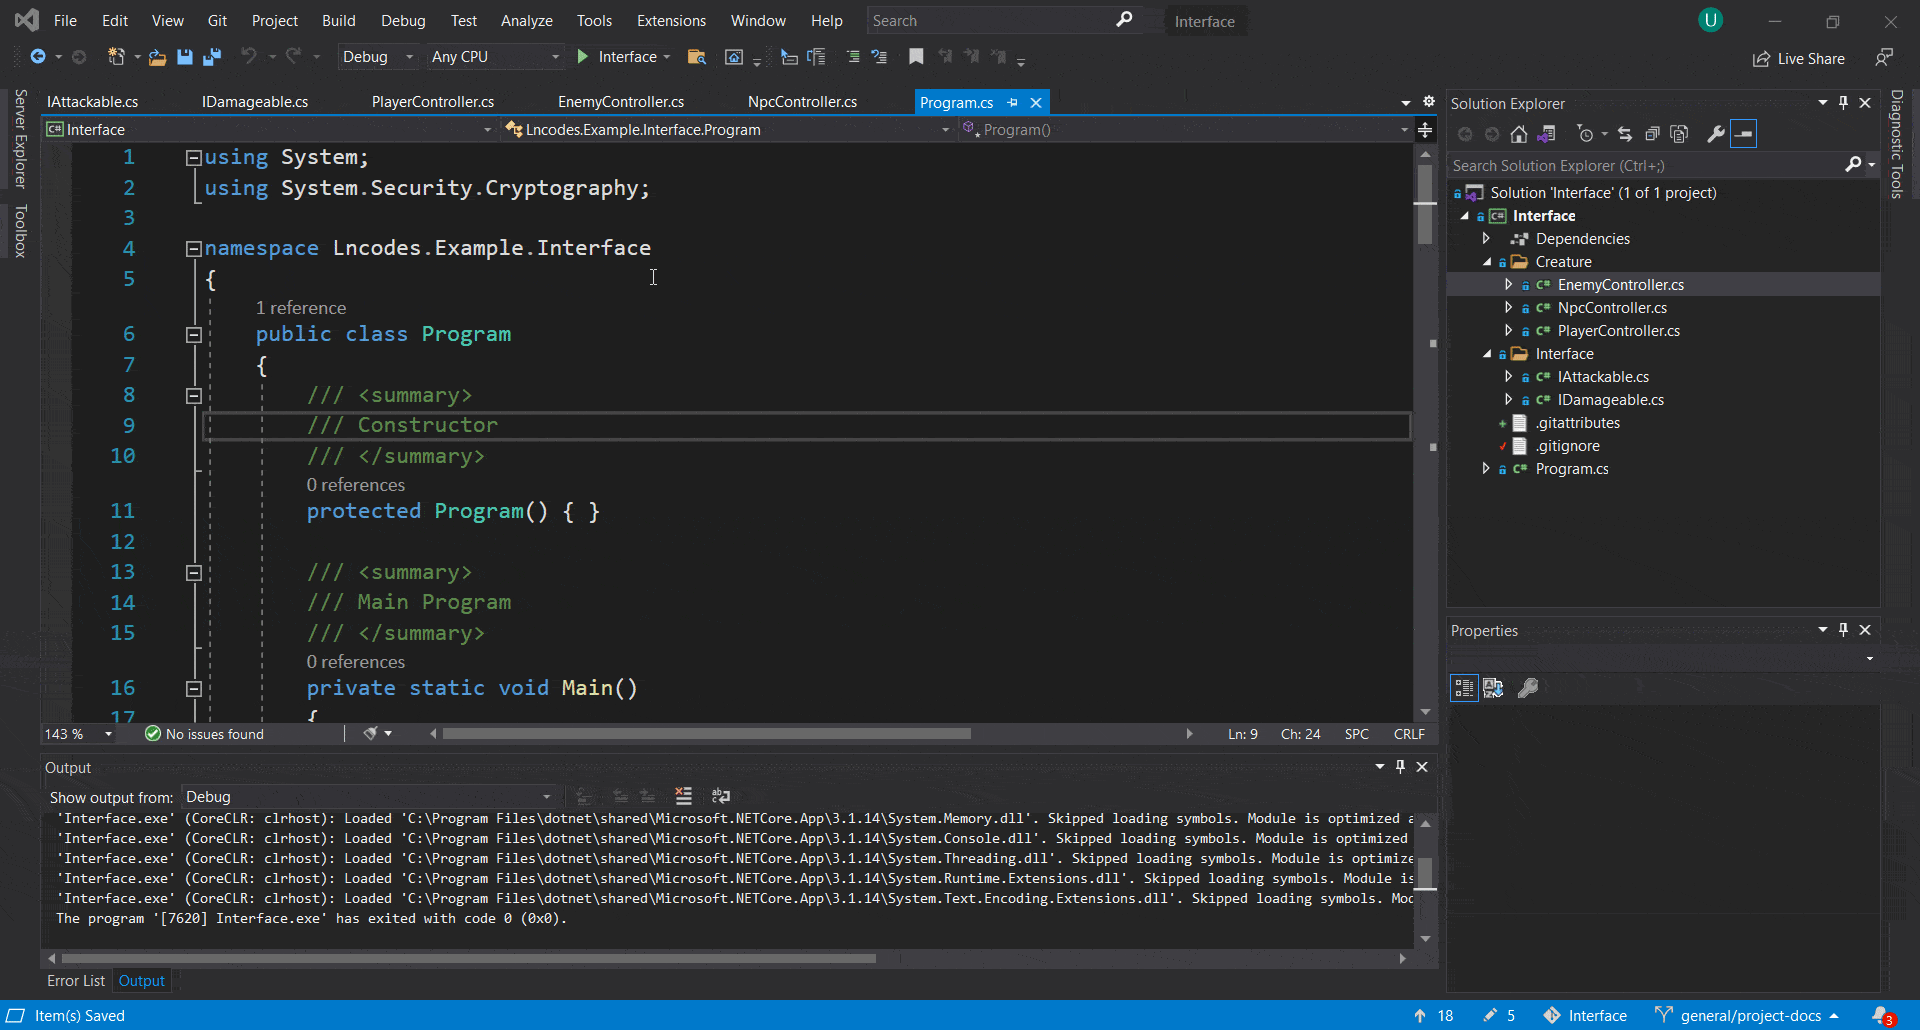 File Edit View Git Project Build Debug Test Analyze Tools Extensions Window Help Search Interface U
Debug Any CPU Interface Live Share
Server Explorer
Toolbox
IAttackable.cs IDamageable.cs PlayerController.cs EnemyController.cs NpcController.cs Program.cs
C# Interface Lncodes.Example.Interface.Program Program()
1 using System;
2 using System.Security.Cryptography;
3
4 namespace Lncodes.Example.Interface
5 {
1 reference
6 public class Program
7 {
8 /// <summary>
9 /// Constructor
10 /// </summary>
0 references
11 protected Program() { }
12
13 /// <summary>
14 /// Main Program
15 /// </summary>
0 references
16 private static void Main()
17 {
143 % No issues found Ln: 9 Ch: 24 SPC CRLF
Output
Show output from: Debug
'Interface.exe' (CoreCLR: clrhost): Loaded 'C:\Program Files\dotnet\shared\Microsoft.NETCore.App\3.1.14\System.Memory.dll'. Skipped loading symbols. Module is optimized a
'Interface.exe' (CoreCLR: clrhost): Loaded 'C:\Program Files\dotnet\shared\Microsoft.NETCore.App\3.1.14\System.Console.dll'. Skipped loading symbols. Module is optimized
'Interface.exe' (CoreCLR: clrhost): Loaded 'C:\Program Files\dotnet\shared\Microsoft.NETCore.App\3.1.14\System.Threading.dll'. Skipped loading symbols. Module is optimize
'Interface.exe' (CoreCLR: clrhost): Loaded 'C:\Program Files\dotnet\shared\Microsoft.NETCore.App\3.1.14\System.Runtime.Extensions.dll'. Skipped loading symbols. Module is
'Interface.exe' (CoreCLR: clrhost): Loaded 'C:\Program Files\dotnet\shared\Microsoft.NETCore.App\3.1.14\System.Text.Encoding.Extensions.dll'. Skipped loading symbols. Mod
The program '[7620] Interface.exe' has exited with code 0 (0x0).
Error List Output
Solution Explorer
Search Solution Explorer (Ctrl+;)
Solution 'Interface' (1 of 1 project)
C# Interface
Dependencies
Creature
C# EnemyController.cs
C# NpcController.cs
C# PlayerController.cs
Interface
C# IAttackable.cs
C# IDamageable.cs
.gitattributes
.gitignore
C# Program.cs
Properties
Diagnostic Tools
Item(s) Saved 18 5 Interface general/project-docs 3